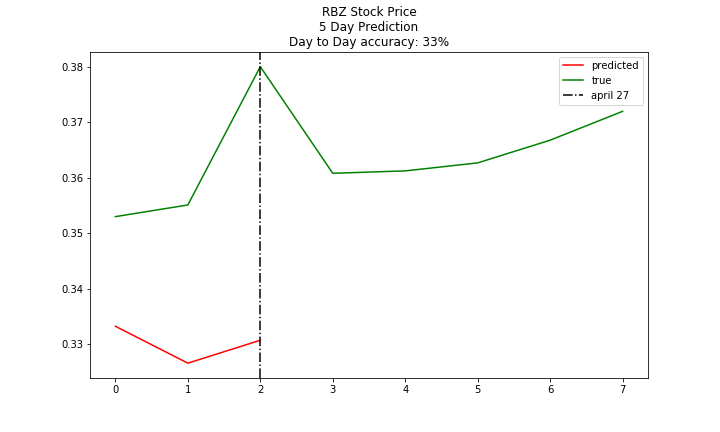 RBZ Stock Price
5 Day Prediction
Day to Day accuracy: 33%
predicted
true
april 27
0.38
0.37
0.36
0.35
0.34
0.33
0 1 2 3 4 5 6 7